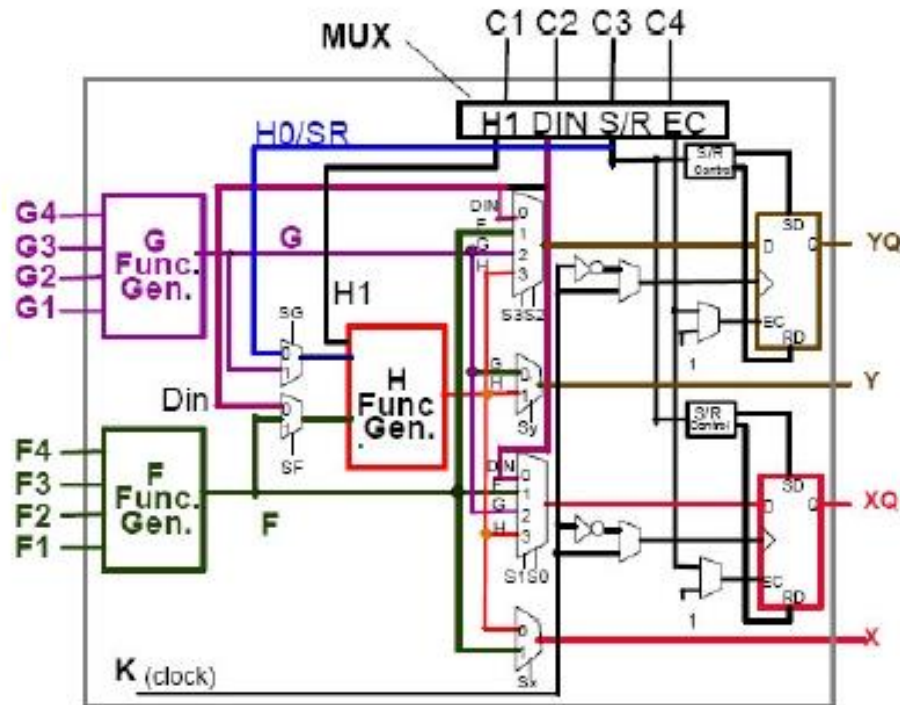 MUX
C1 C2 C3 C4
H1 DIN S/R EC
H0/SR
S/R
Control
G4
G3
G2
G1
G
Func.
Gen.
G
H1
SG
0
1
DIN
F
G
H
0
1
2
3
S3S2
SD
D
Q
EC
RD
1
YQ
H
Func
Gen.
Din
0
1
SF
G
H
0
1
Sy
Y
S/R
Control
F4
F3
F2
F1
F
Func.
Gen.
F
DIN
F
G
H
0
1
2
3
S1S0
SD
D
Q
EC
RD
1
XQ
0
1
Sx
X
K (clock)